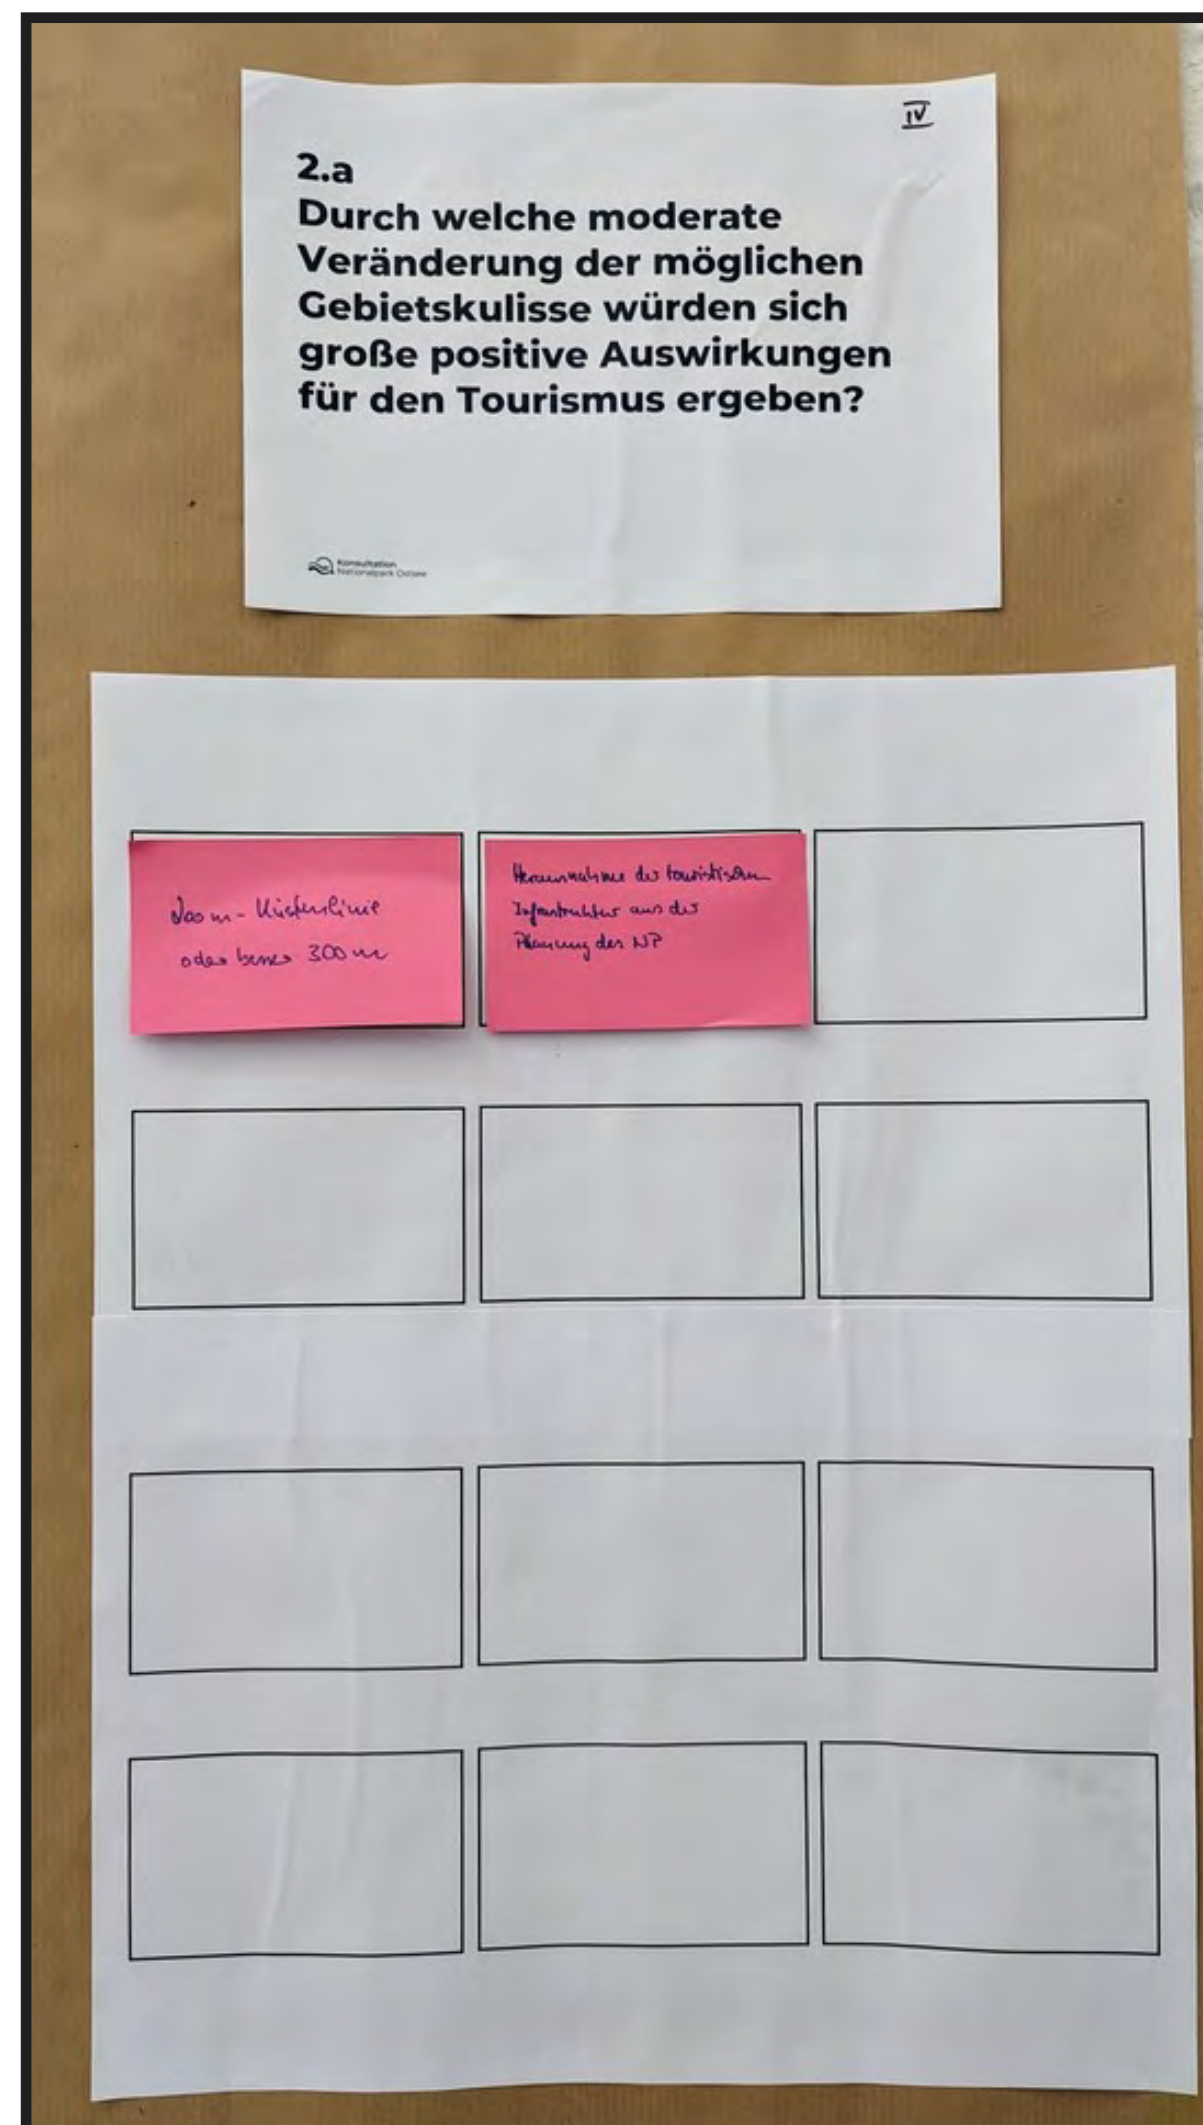 IV
2.a
Durch welche moderate
Veränderung der möglichen
Gebietskulisse würden sich
große positive Auswirkungen
für den Tourismus ergeben?
Konsultation
Nationalpark Ostsee
m-Küstenlinie
oder besser 300 m
Herausnahme der touristischen
Infrastruktur aus der
Planung des NP